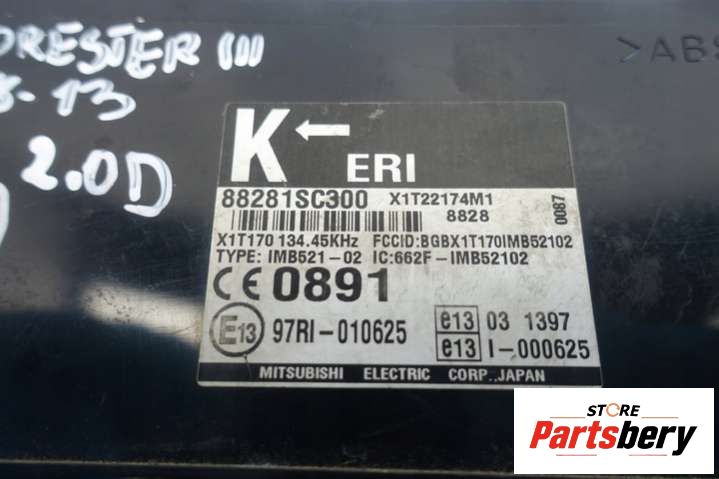 III
>ABS
13
2.0D
K ← ERI
88281SC300 X1T22174M1
8828
0087
X1T170 134.45KHz FCCID:BGBX1T170IMB52102
TYPE: IMB521-02 IC:662F-IMB52102
CE 0891
E13 97RI-010625
e13 03 1397
e13 I-000625
MITSUBISHI ELECTRIC CORP.,JAPAN
STORE
Partsbery